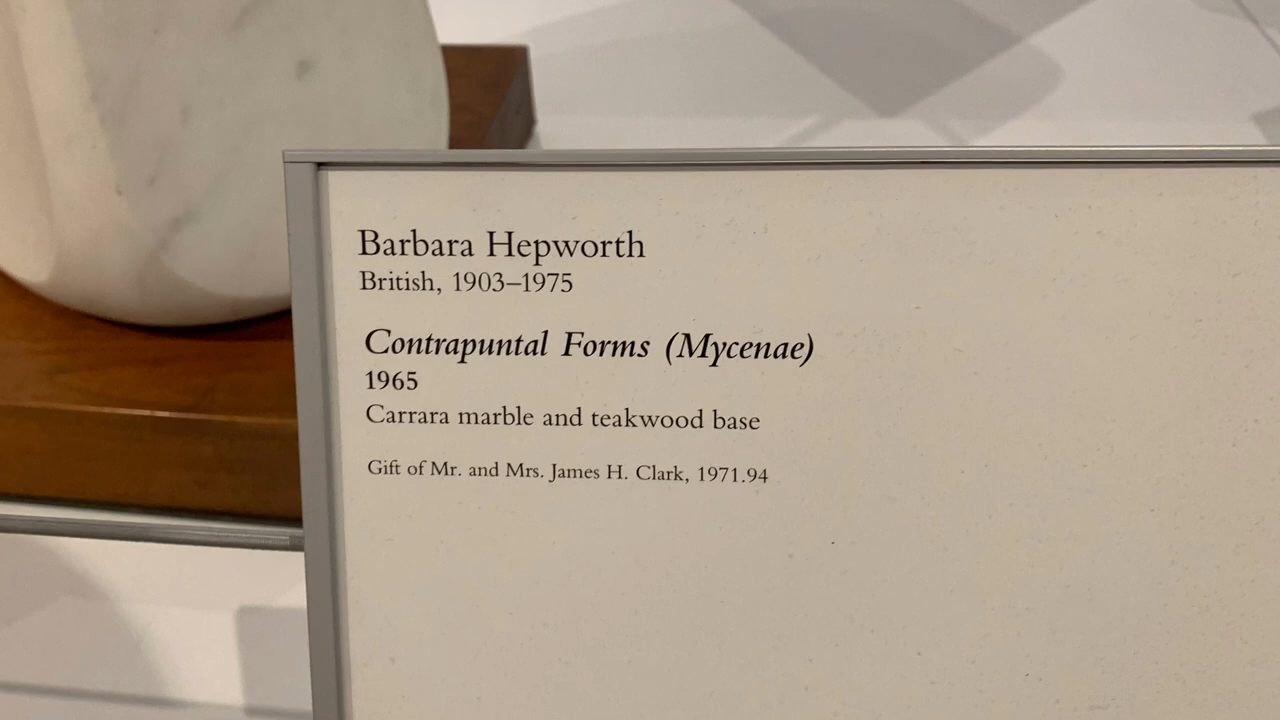 Barbara Hepworth
British, 1903–1975
Contrapuntal Forms (Mycenae)
1965
Carrara marble and teakwood base
Gift of Mr. and Mrs. James H. Clark, 1971.94